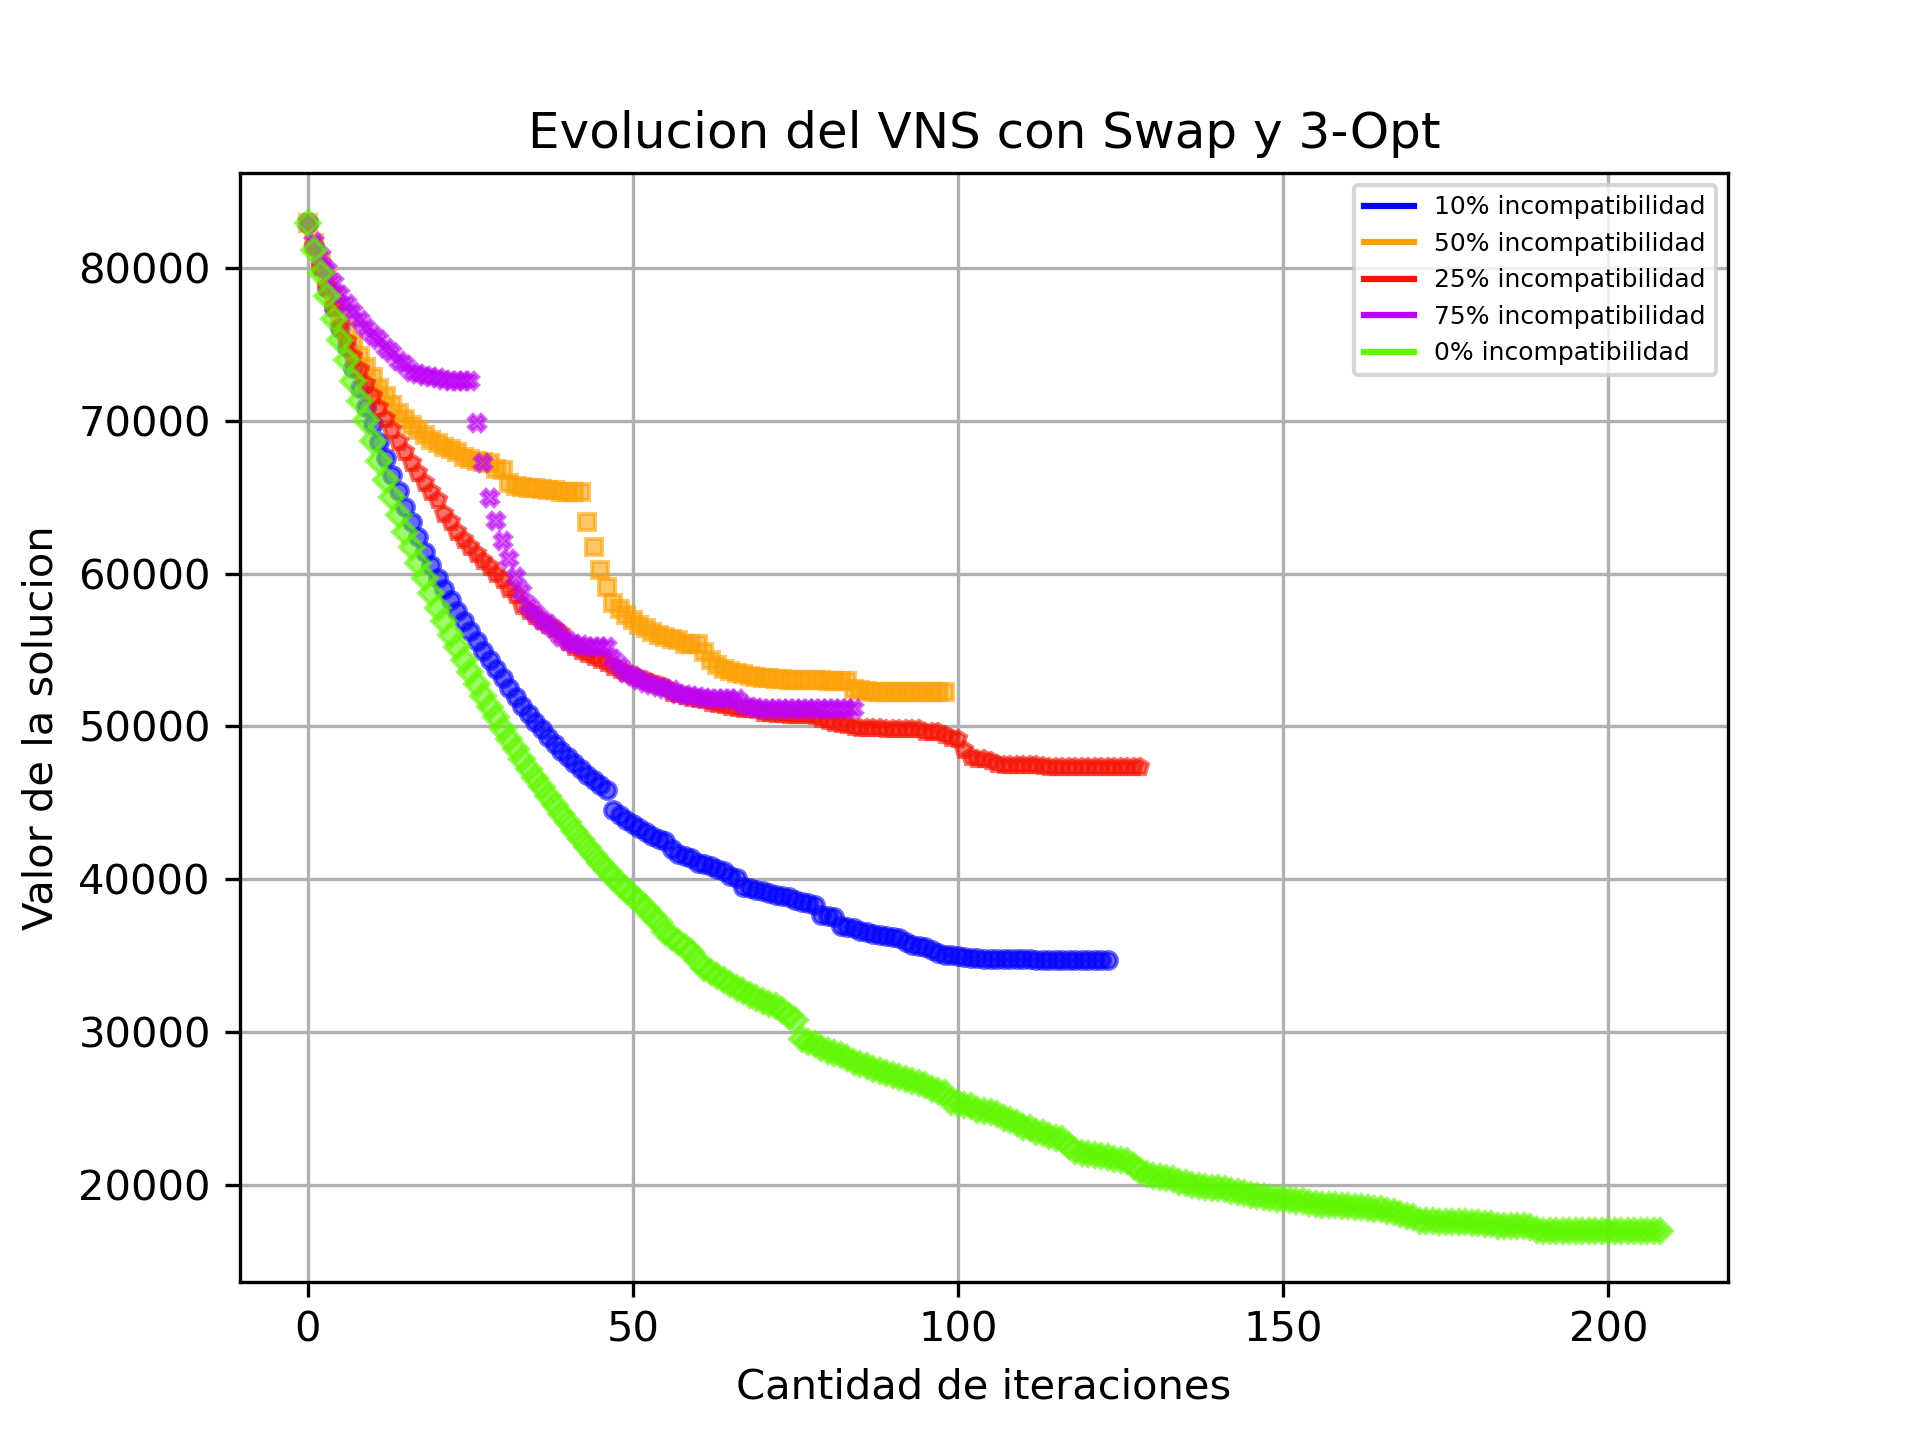 Evolucion del VNS con Swap y 3-Opt
10% incompatibilidad
50% incompatibilidad
25% incompatibilidad
75% incompatibilidad
0% incompatibilidad
Valor de la solucion
80000
70000
60000
50000
40000
30000
20000
0 50 100 150 200
Cantidad de iteraciones